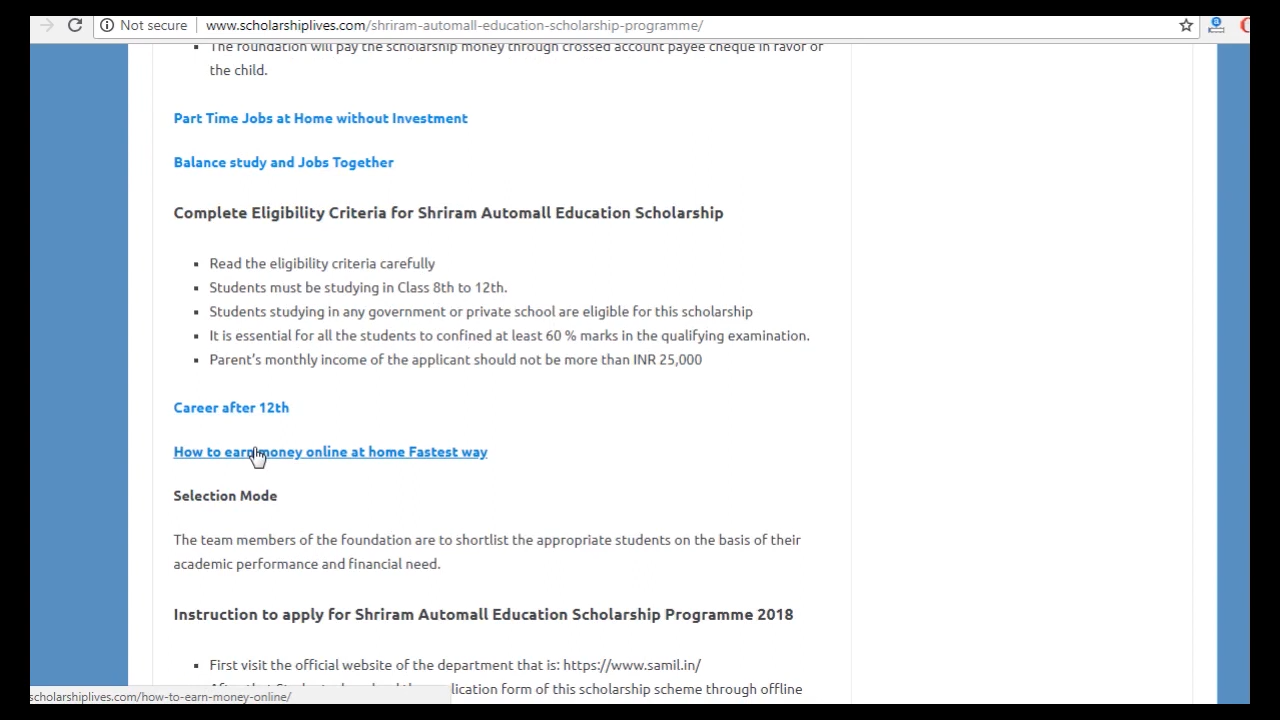 Not secure www.scholarshiplives.com/shriram-automall-education-scholarship-programme/
The foundation will pay the scholarship money through crossed account payee cheque in favor or
the child.
Part Time Jobs at Home without Investment
Balance study and Jobs Together
Complete Eligibility Criteria for Shriram Automall Education Scholarship
Read the eligibility criteria carefully
Students must be studying in Class 8th to 12th.
Students studying in any government or private school are eligible for this scholarship
It is essential for all the students to confined at least 60 % marks in the qualifying examination.
Parent's monthly income of the applicant should not be more than INR 25,000
Career after 12th
How to earn money online at home Fastest way
Selection Mode
The team members of the foundation are to shortlist the appropriate students on the basis of their
academic performance and financial need.
Instruction to apply for Shriram Automall Education Scholarship Programme 2018
First visit the official website of the department that is: https://www.samil.in/
After that Students download the application form of this scholarship scheme through offline
scholarshiplives.com/how-to-earn-money-online/